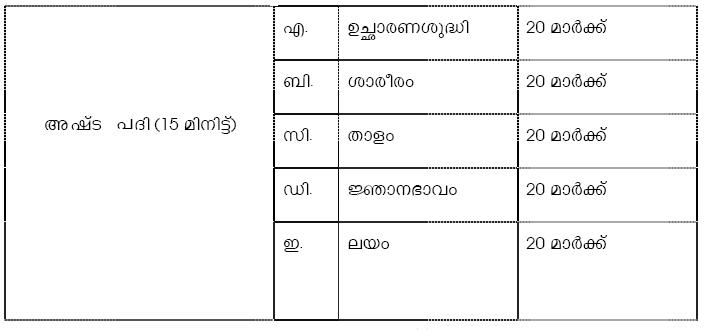 എ. ഉച്ഛാരണശുദ്ധി 20 മാർക്ക്
ബി. ശാരീരം 20 മാർക്ക്
അഷ്ട പദി (15 മിനിട്ട്)
സി. താളം 20 മാർക്ക്
ഡി. ജ്ഞാനഭാവം 20 മാർക്ക്
ഇ. ലയം 20 മാർക്ക്